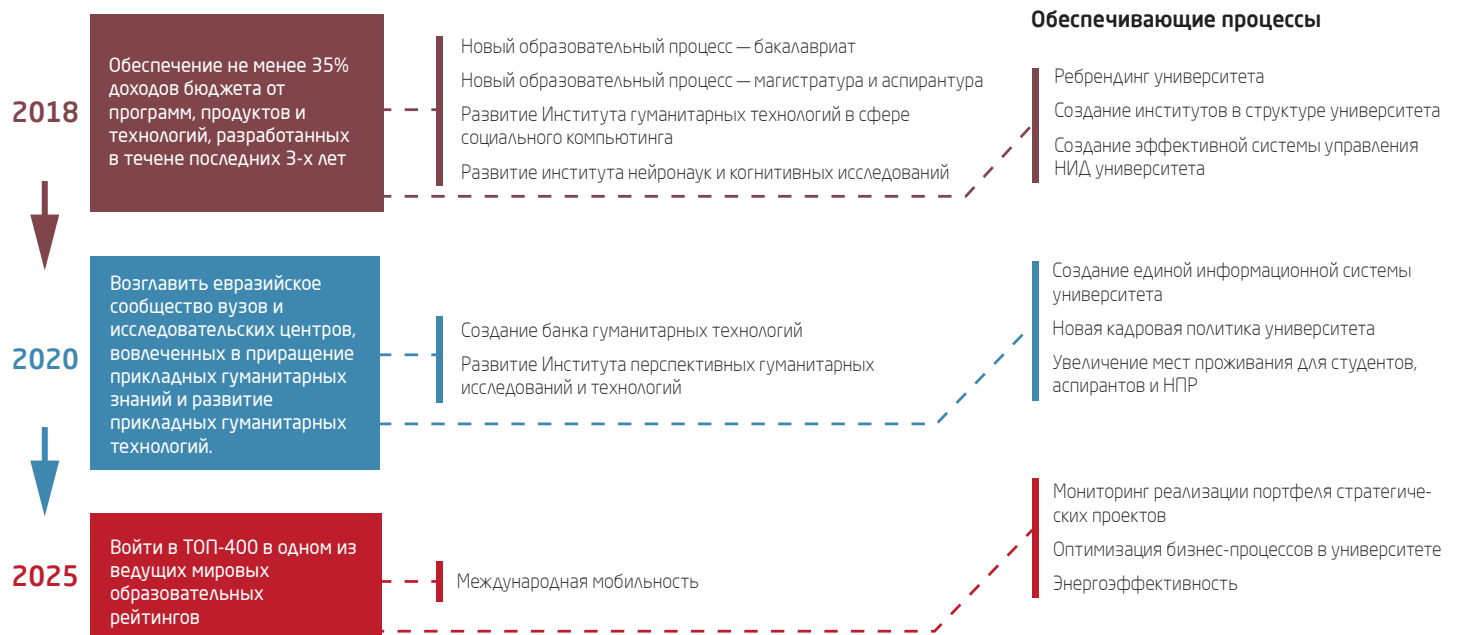 Обеспечивающие процессы
2018
Обеспечение не менее 35%
доходов бюджета от
программ, продуктов и
технологий, разработанных
в течене последних 3-х лет
Новый образовательный процесс — бакалавриат
Новый образовательный процесс — магистратура и аспирантура
Развитие Института гуманитарных технологий в сфере
социального компьютинга
Развитие института нейронаук и когнитивных исследований
Ребрендинг университета
Создание институтов в структуре университета
Создание эффективной системы управления
НИД университета
2020
Возглавить евразийское
сообщество вузов и
исследовательских центров,
вовлеченных в приращение
прикладных гуманитарных
знаний и развитие
прикладных гуманитарных
технологий.
Создание банка гуманитарных технологий
Развитие Института перспективных гуманитарных
исследований и технологий
Создание единой информационной системы
университета
Новая кадровая политика университета
Увеличение мест проживания для студентов,
аспирантов и НПР
2025
Войти в ТОП-400 в одном из
ведущих мировых
образовательных
рейтингов
Международная мобильность
Мониторинг реализации портфеля стратегиче-
ских проектов
Оптимизация бизнес-процессов в университете
Энергоэффективность